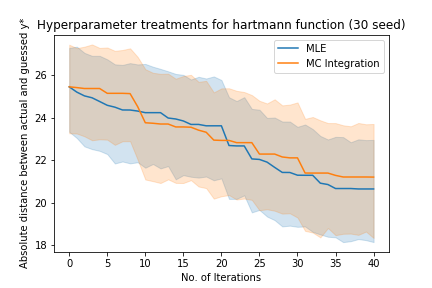 Hyperparameter treatments for hartmann function (30 seed)
Absolute distance between actual and guessed y*
MLE
MC Integration
26
24
22
20
18
0 5 10 15 20 25 30 35 40
No. of Iterations